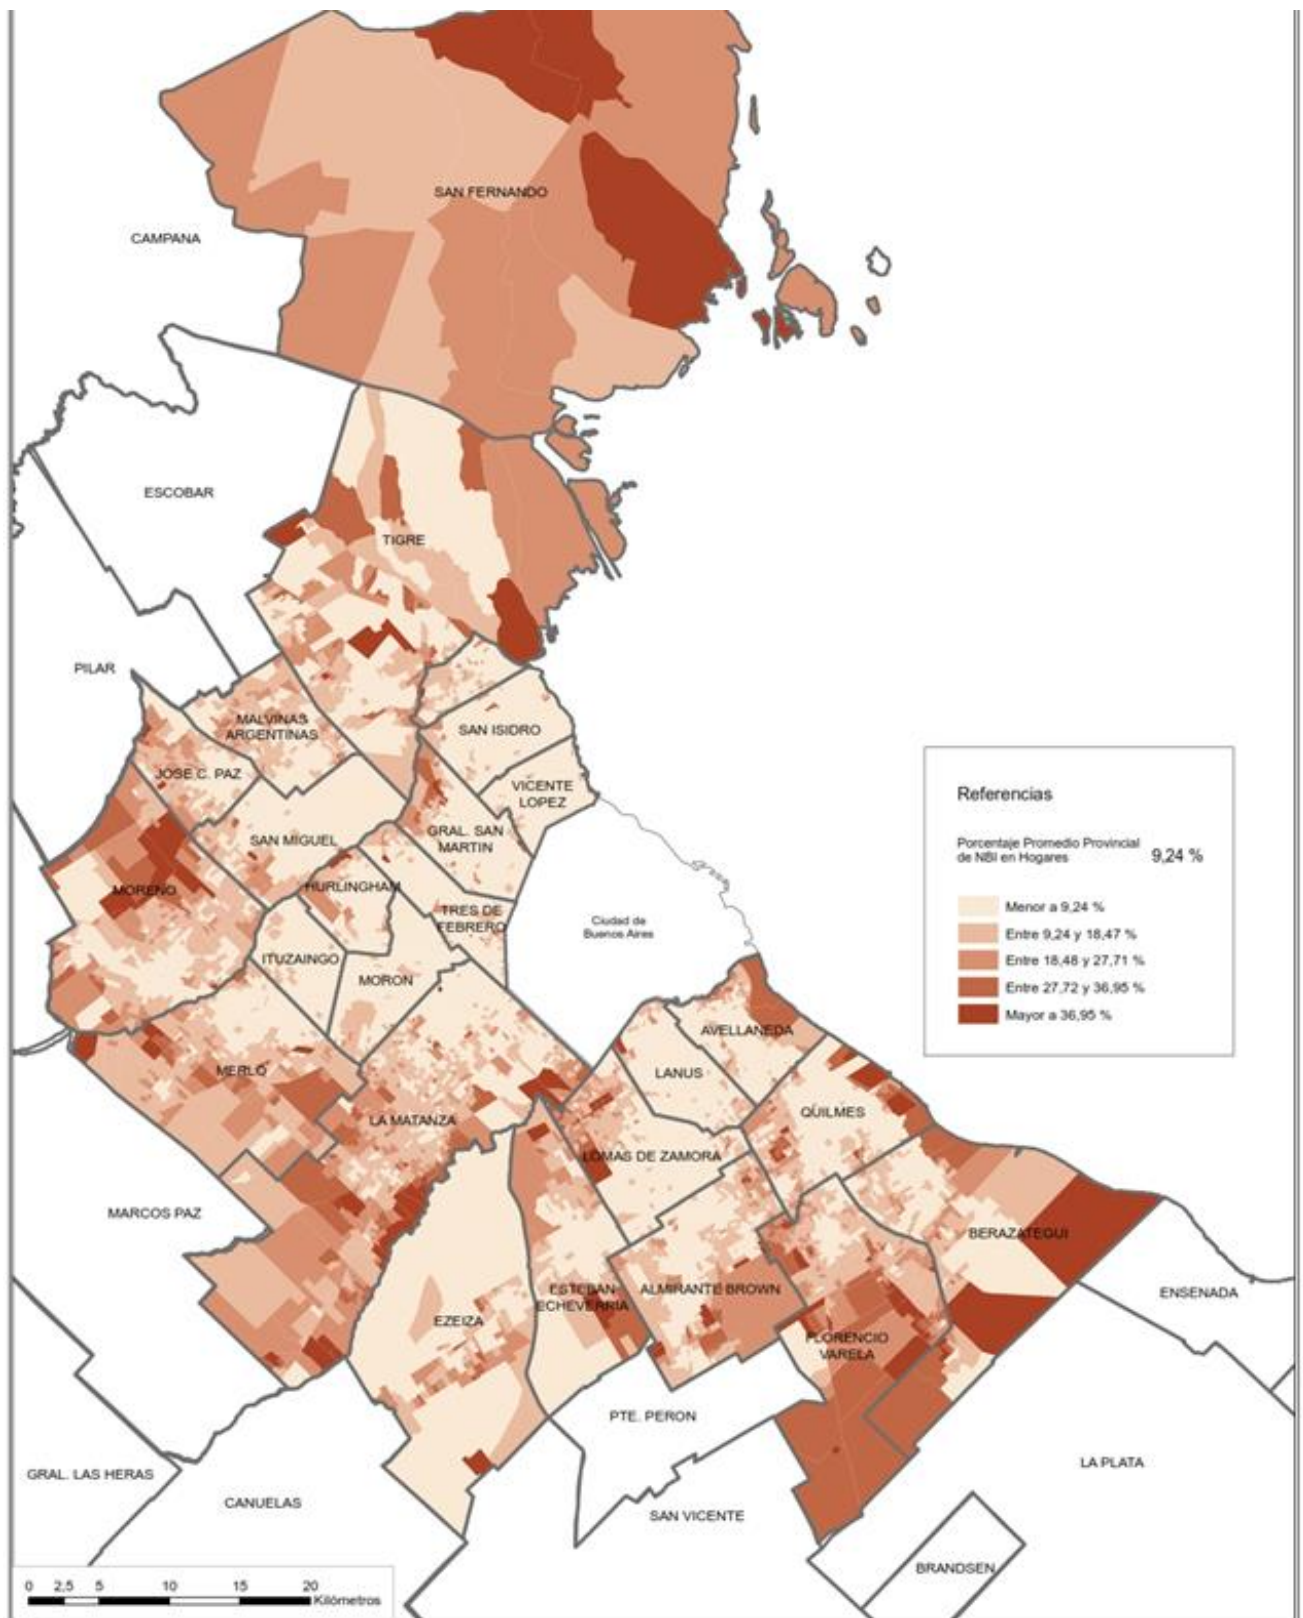 SAN FERNANDO
CAMPANA
ESCOBAR
TIGRE
PILAR
MALVINAS
ARGENTINAS
SAN ISIDRO
JOSE C. PAZ
VICENTE
LOPEZ
SAN MIGUEL
GRAL. SAN
MARTIN
HURLINGHAM
MORENO
TRES DE
FEBRERO
Ciudad de
Buenos Aires
ITUZAINGO
MORON
AVELLANEDA
LANUS
MERLO
QUILMES
LA MATANZA
LOMAS DE ZAMORA
MARCOS PAZ
BERAZATEGUI
ESTEBAN
ECHEVERRIA
ALMIRANTE BROWN
ENSENADA
EZEIZA
FLORENCIO
VARELA
PTE. PERON
GRAL. LAS HERAS
LA PLATA
CANUELAS
SAN VICENTE
BRANDSEN
Referencias
Porcentaje Promedio Provincial
de NBI en Hogares 9,24 %
Menor a 9,24 %
Entre 9,24 y 18,47 %
Entre 18,48 y 27,71 %
Entre 27,72 y 36,95 %
Mayor a 36,95 %
0 2,5 5 10 15 20
Kilómetros